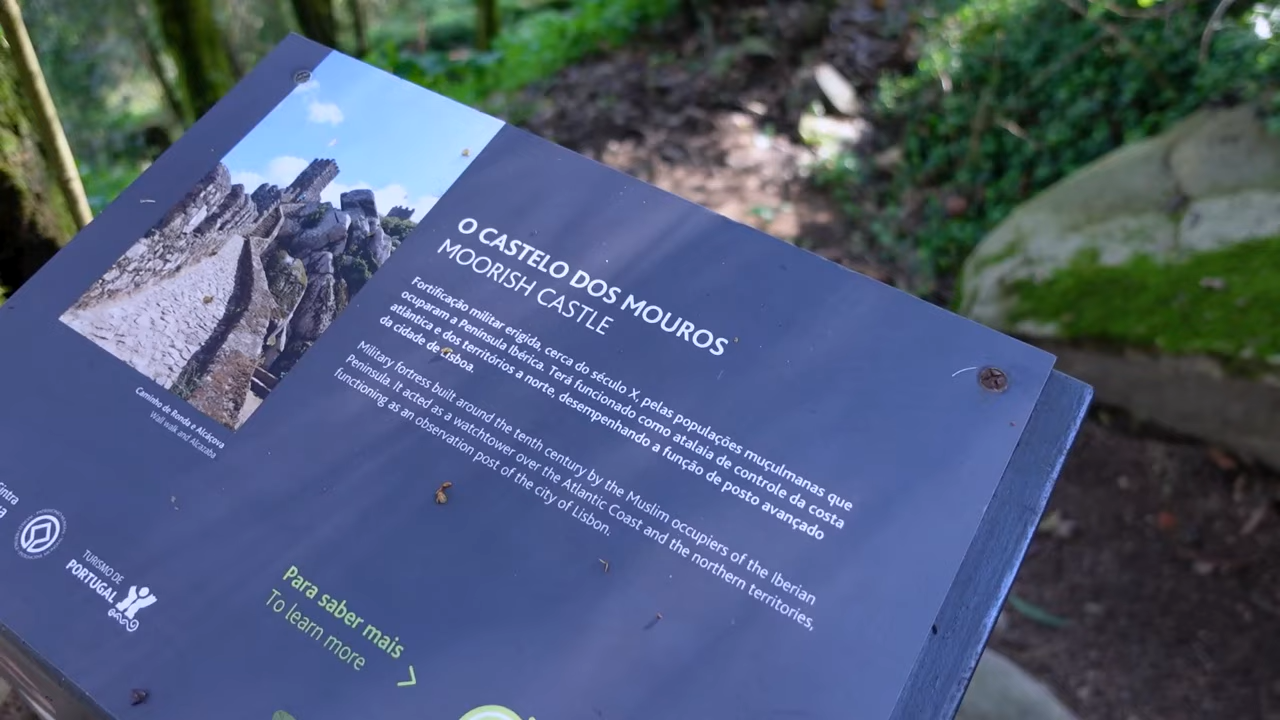 O CASTELO DOS MOUROS
MOORISH CASTLE
Fortificação militar erigida, cerca do século X, pelas populações muçulmanas que
ocuparam a Península Ibérica. Terá funcionado como atalaia de controle da costa
atlântica e dos territórios a norte, desempenhando a função de posto avançado
da cidade de Lisboa.
Military fortress built around the tenth century by the Muslim occupiers of the Iberian
Peninsula. It acted as a watchtower over the Atlantic Coast and the northern territories,
functioning as an observation post of the city of Lisbon.
Caminho de Ronda e Alcáçova
Wall walk and Alcazaba
TURISMO DE
PORTUGAL
Para saber mais
To learn more